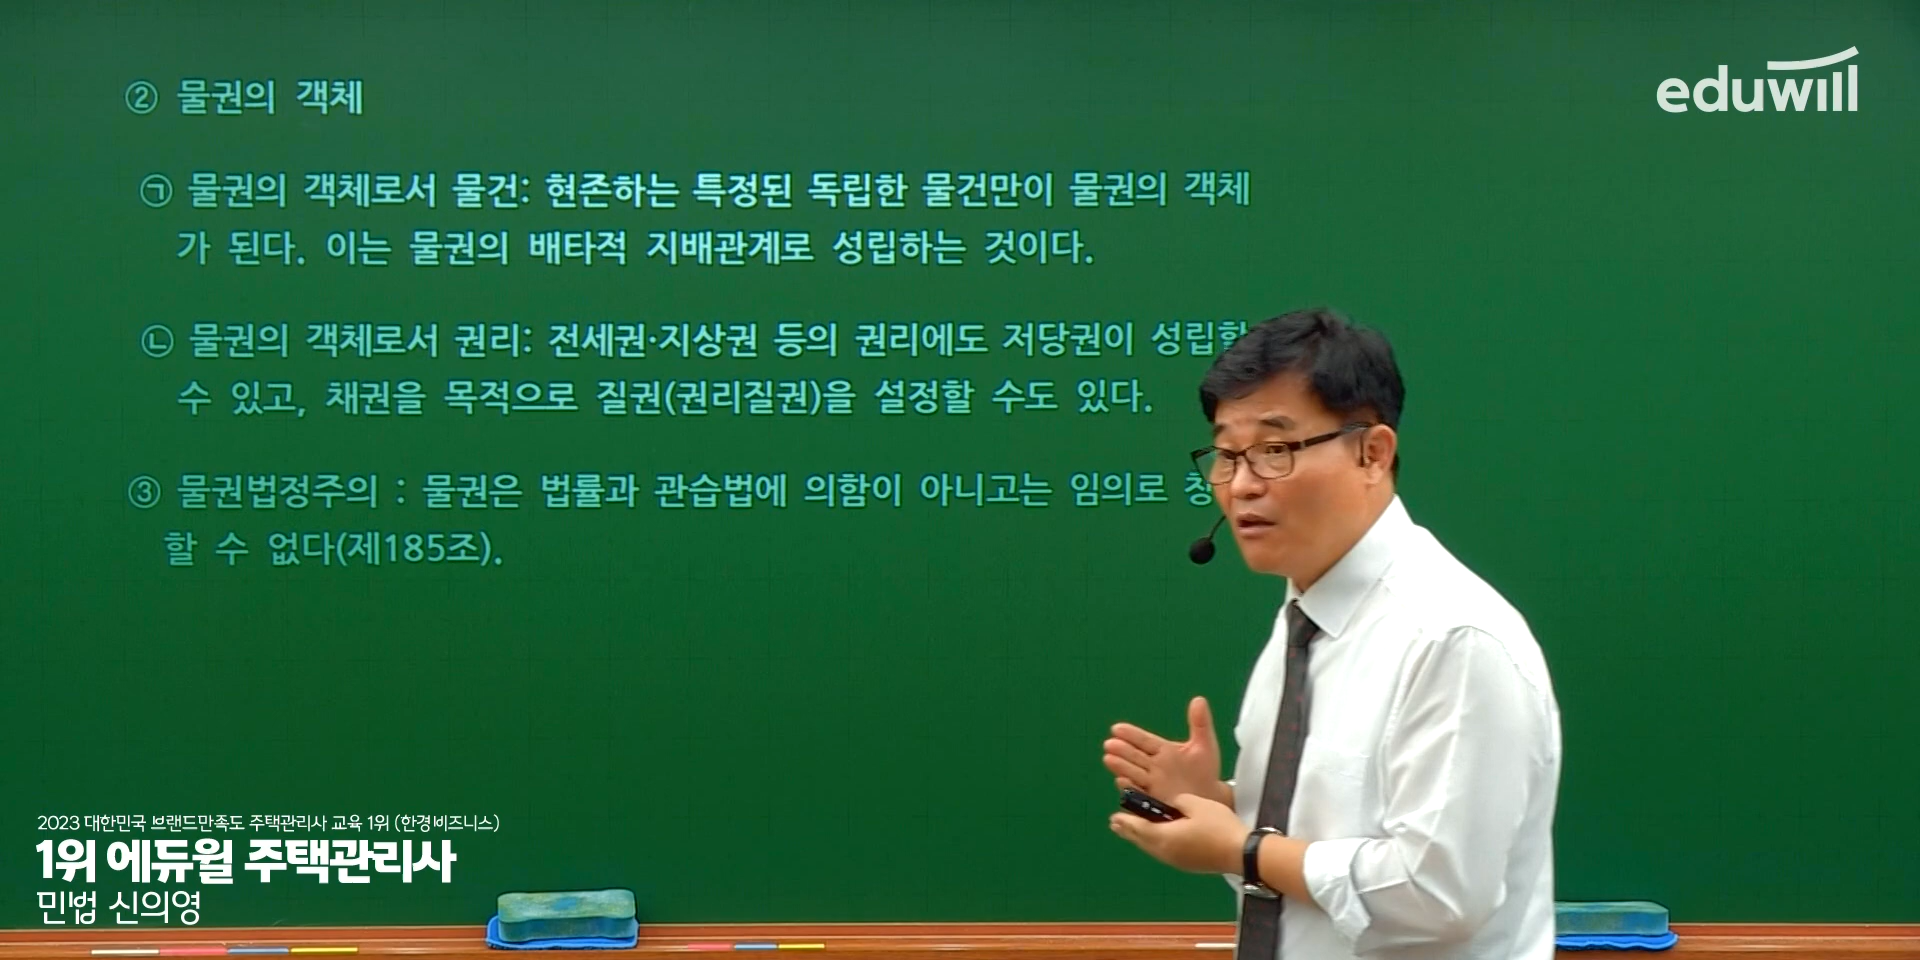 ② 물권의 객체
eduwill
㉠ 물권의 객체로서 물건: 현존하는 특정된 독립한 물건만이 물권의 객체
가 된다. 이는 물권의 배타적 지배관계로 성립하는 것이다.
㉡ 물권의 객체로서 권리: 전세권·지상권 등의 권리에도 저당권이 성립할
수 있고, 채권을 목적으로 질권(권리질권)을 설정할 수도 있다.
③ 물권법정주의 : 물권은 법률과 관습법에 의함이 아니고는 임의로
할 수 없다(제185조).
2023 대한민국 브랜드만족도 주택관리사 교육 1위 (한경비즈니스)
1위 에듀윌 주택관리사
민법 신의영